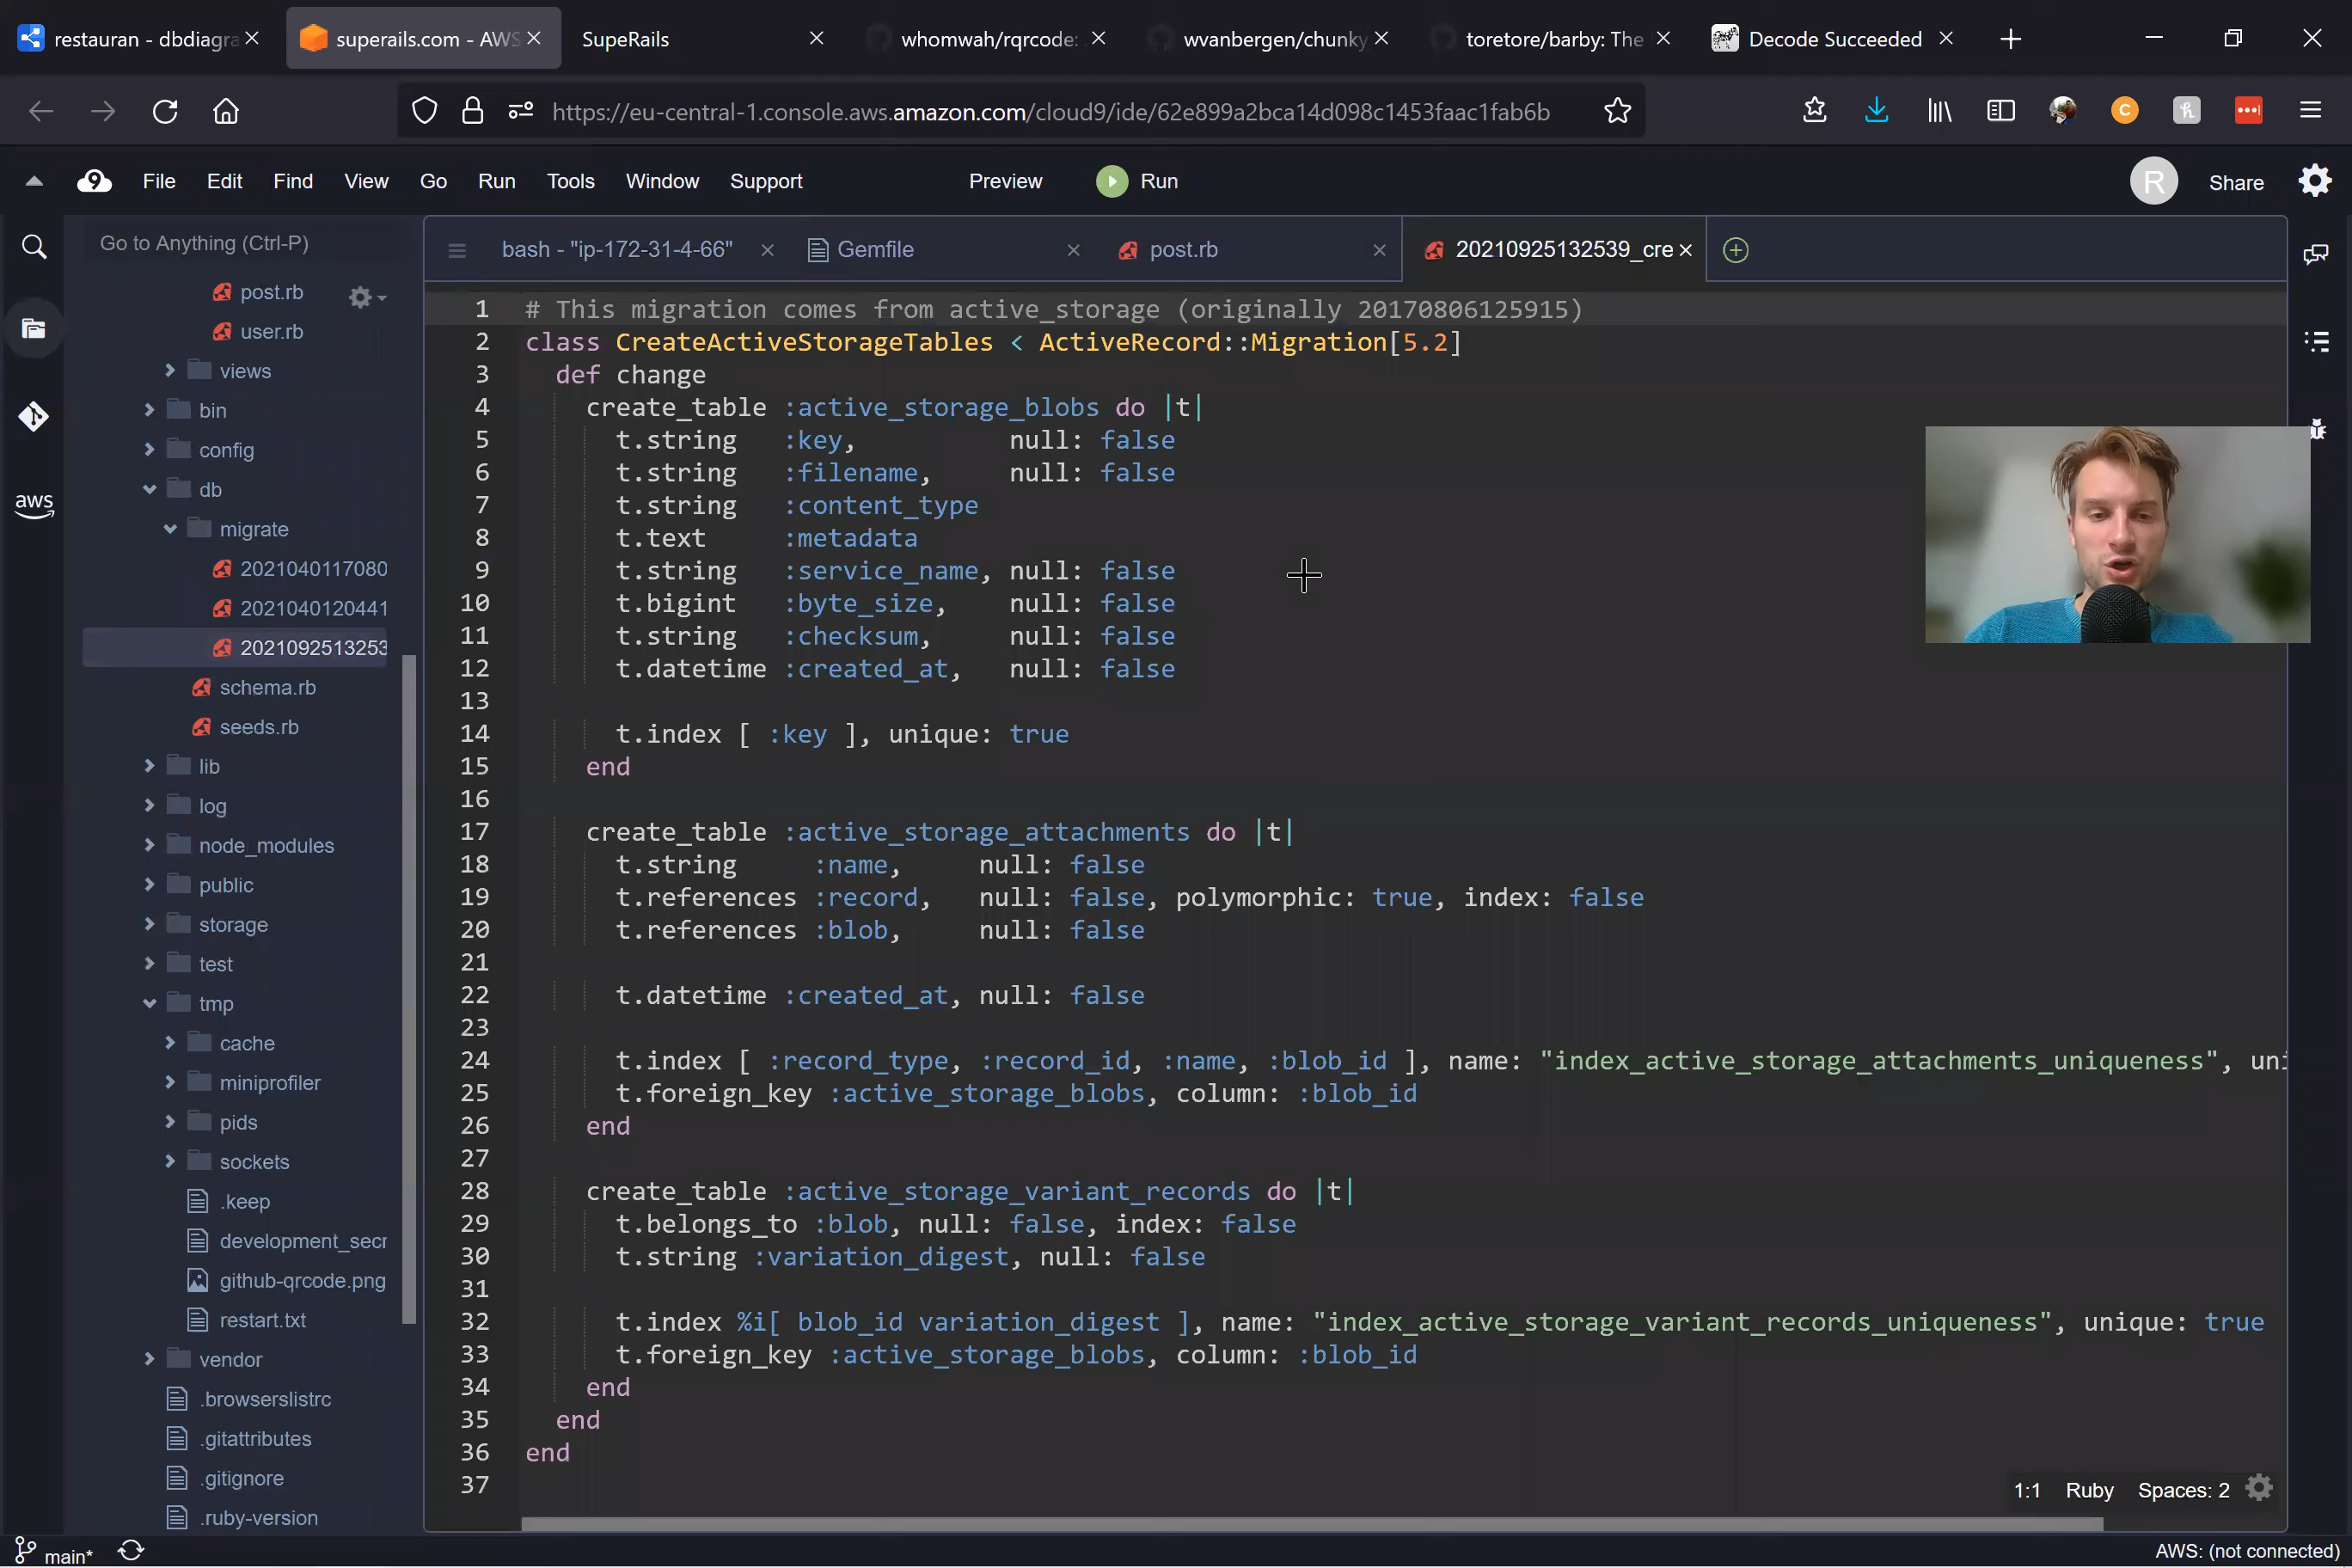 restauran - dbdiagra
superails.com - AWS
SupeRails
whomwah/rqrcode:
wvanbergen/chunky
toretore/barby: The
Decode Succeeded
https://eu-central-1.console.aws.amazon.com/cloud9/ide/62e899a2bca14d098c1453faac1fab6b
File Edit Find View Go Run Tools Window Support Preview Run R Share
Go to Anything (Ctrl-P)
bash - "ip-172-31-4-66"
Gemfile
post.rb
20210925132539_cre
post.rb
user.rb
views
bin
config
db
migrate
2021040117080
2021040120441
2021092513253
schema.rb
seeds.rb
lib
log
node_modules
public
storage
test
tmp
cache
miniprofiler
pids
sockets
.keep
development_secr
github-qrcode.png
restart.txt
vendor
.browserslistrc
.gitattributes
.gitignore
.ruby-version
aws
1 # This migration comes from active_storage (originally 20170806125915)
2 class CreateActiveStorageTables < ActiveRecord::Migration[5.2]
3 def change
4 create_table :active_storage_blobs do |t|
5 t.string :key, null: false
6 t.string :filename, null: false
7 t.string :content_type
8 t.text :metadata
9 t.string :service_name, null: false
10 t.bigint :byte_size, null: false
11 t.string :checksum, null: false
12 t.datetime :created_at, null: false
13
14 t.index [ :key ], unique: true
15 end
16
17 create_table :active_storage_attachments do |t|
18 t.string :name, null: false
19 t.references :record, null: false, polymorphic: true, index: false
20 t.references :blob, null: false
21
22 t.datetime :created_at, null: false
23
24 t.index [ :record_type, :record_id, :name, :blob_id ], name: "index_active_storage_attachments_uniqueness", uni
25 t.foreign_key :active_storage_blobs, column: :blob_id
26 end
27
28 create_table :active_storage_variant_records do |t|
29 t.belongs_to :blob, null: false, index: false
30 t.string :variation_digest, null: false
31
32 t.index %i[ blob_id variation_digest ], name: "index_active_storage_variant_records_uniqueness", unique: true
33 t.foreign_key :active_storage_blobs, column: :blob_id
34 end
35 end
36 end
37
1:1 Ruby Spaces: 2
main*
AWS: (not connected)